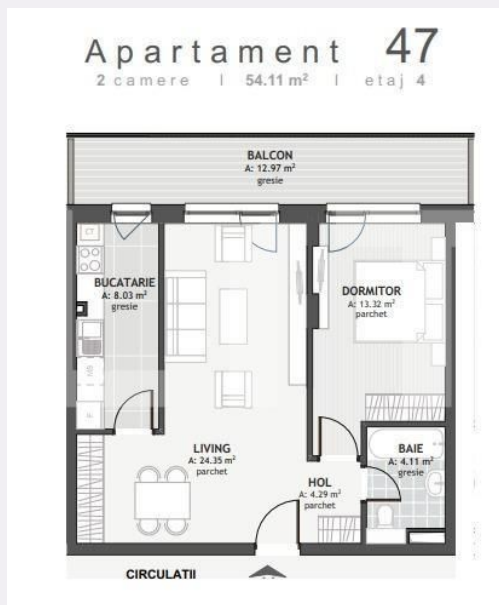 Apartament 47
2 camere | 54.11 m² | etaj 4
BALCON
A: 12.97 m²
gresie
CT
BUCATARIE
A: 8.03 m²
gresie
DORMITOR
A: 13.32 m²
parchet
LIVING
A: 24.35 m²
parchet
HOL
A: 4.29 m²
parchet
BAIE
A: 4.11 m²
gresie
CIRCULATII